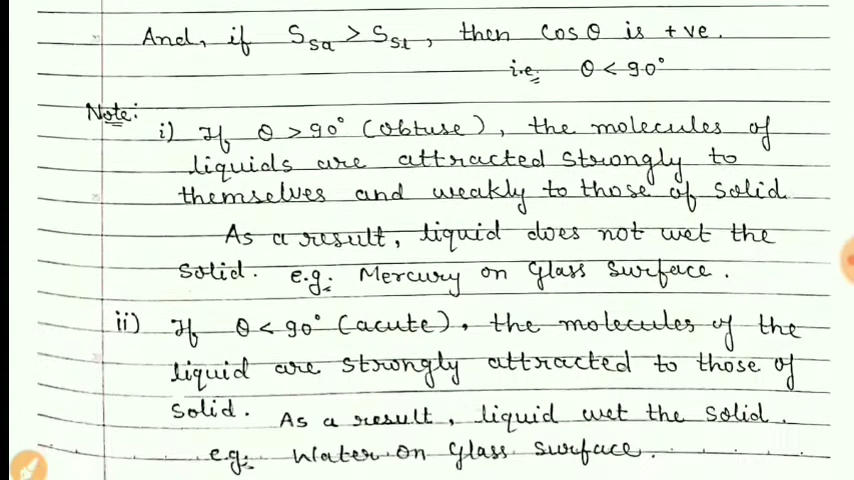 And, if S_sa > S_sl, then cos θ is +ve.
i.e. θ < 90°
Note:
i) If θ > 90° (obtuse), the molecules of
liquids are attracted strongly to
themselves and weakly to those of solid
As a result, liquid does not wet the
solid. e.g. Mercury on glass surface.
ii) If θ < 90° (acute), the molecules of the
liquid are strongly attracted to those of
solid. As a result, liquid wet the solid.
e.g. Water on glass surface.